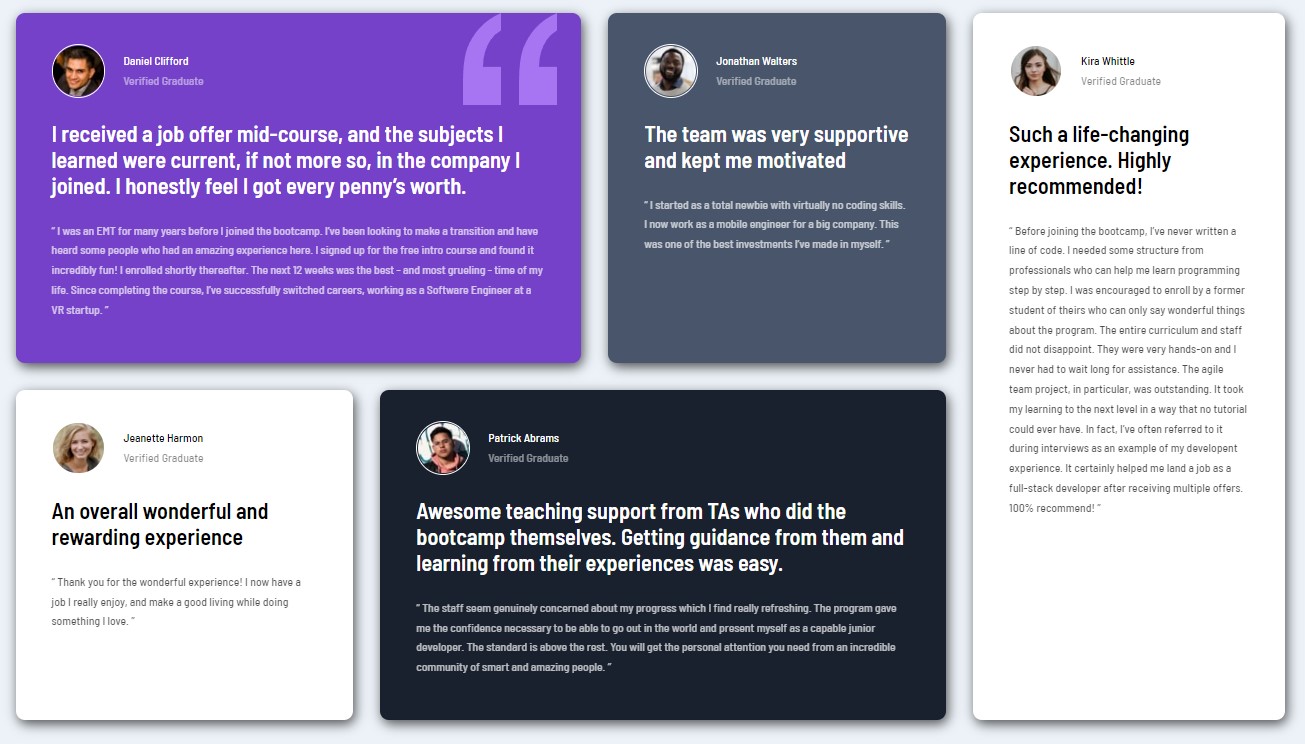 Daniel Clifford
Verified Graduate
I received a job offer mid-course, and the subjects I
learned were current, if not more so, in the company I
joined. I honestly feel I got every penny’s worth.
“ I was an EMT for many years before I joined the bootcamp. I’ve been looking to make a transition and have
heard some people who had an amazing experience here. I signed up for the free intro course and found it
incredibly fun! I enrolled shortly thereafter. The next 12 weeks was the best – and most grueling – time of my
life. Since completing the course, I’ve successfully switched careers, working as a Software Engineer at a
VR startup. ”
Jonathan Walters
Verified Graduate
The team was very supportive
and kept me motivated
“ I started as a total newbie with virtually no coding skills.
I now work as a mobile engineer for a big company. This
was one of the best investments I’ve made in myself. ”
Kira Whittle
Verified Graduate
Such a life-changing
experience. Highly
recommended!
“ Before joining the bootcamp, I’ve never written a
line of code. I needed some structure from
professionals who can help me learn programming
step by step. I was encouraged to enroll by a former
student of theirs who can only say wonderful things
about the program. The entire curriculum and staff
did not disappoint. They were very hands-on and I
never had to wait long for assistance. The agile
team project, in particular, was outstanding. It took
my learning to the next level in a way that no tutorial
could ever have. In fact, I’ve often referred to it
during interviews as an example of my developent
experience. It certainly helped me land a job as a
full-stack developer after receiving multiple offers.
100% recommend! ”
Jeanette Harmon
Verified Graduate
An overall wonderful and
rewarding experience
“ Thank you for the wonderful experience! I now have a
job I really enjoy, and make a good living while doing
something I love. ”
Patrick Abrams
Verified Graduate
Awesome teaching support from TAs who did the
bootcamp themselves. Getting guidance from them and
learning from their experiences was easy.
“ The staff seem genuinely concerned about my progress which I find really refreshing. The program gave
me the confidence necessary to be able to go out in the world and present myself as a capable junior
developer. The standard is above the rest. You will get the personal attention you need from an incredible
community of smart and amazing people. ”